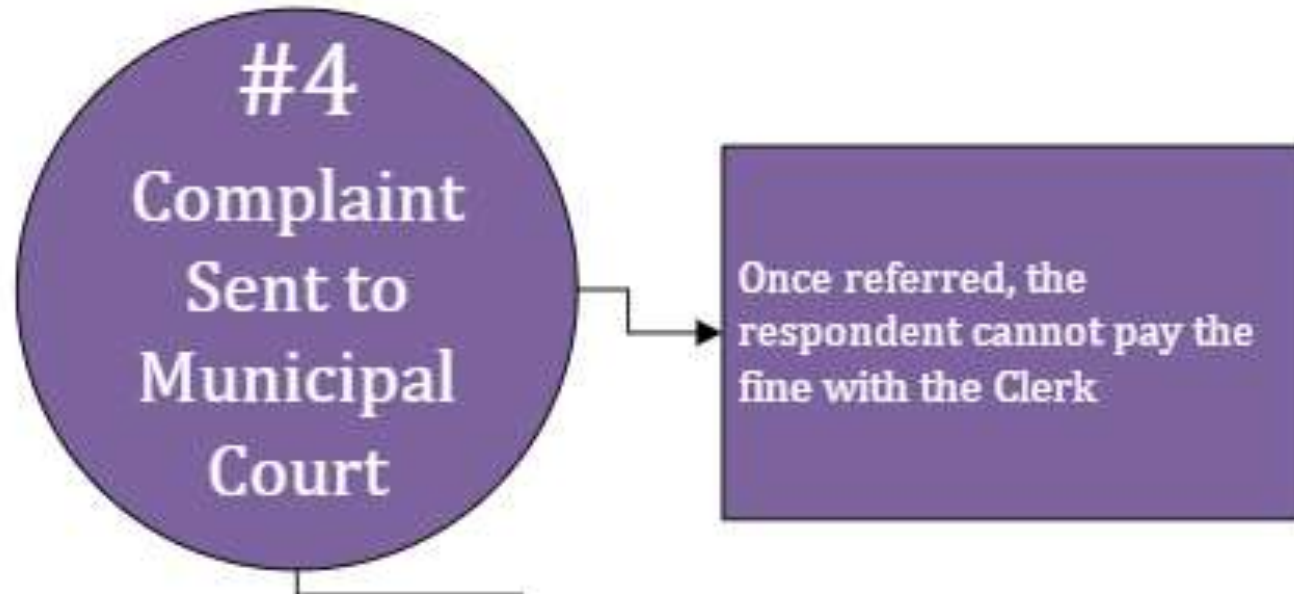 #4
Complaint
Sent to
Municipal
Court
Once referred, the
respondent cannot pay the
fine with the Clerk